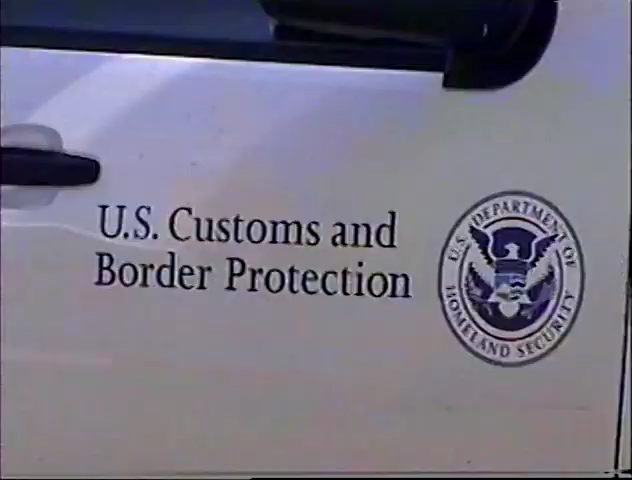 U.S. Customs and
Border Protection
U.S. DEPARTMENT OF
HOMELAND SECURITY